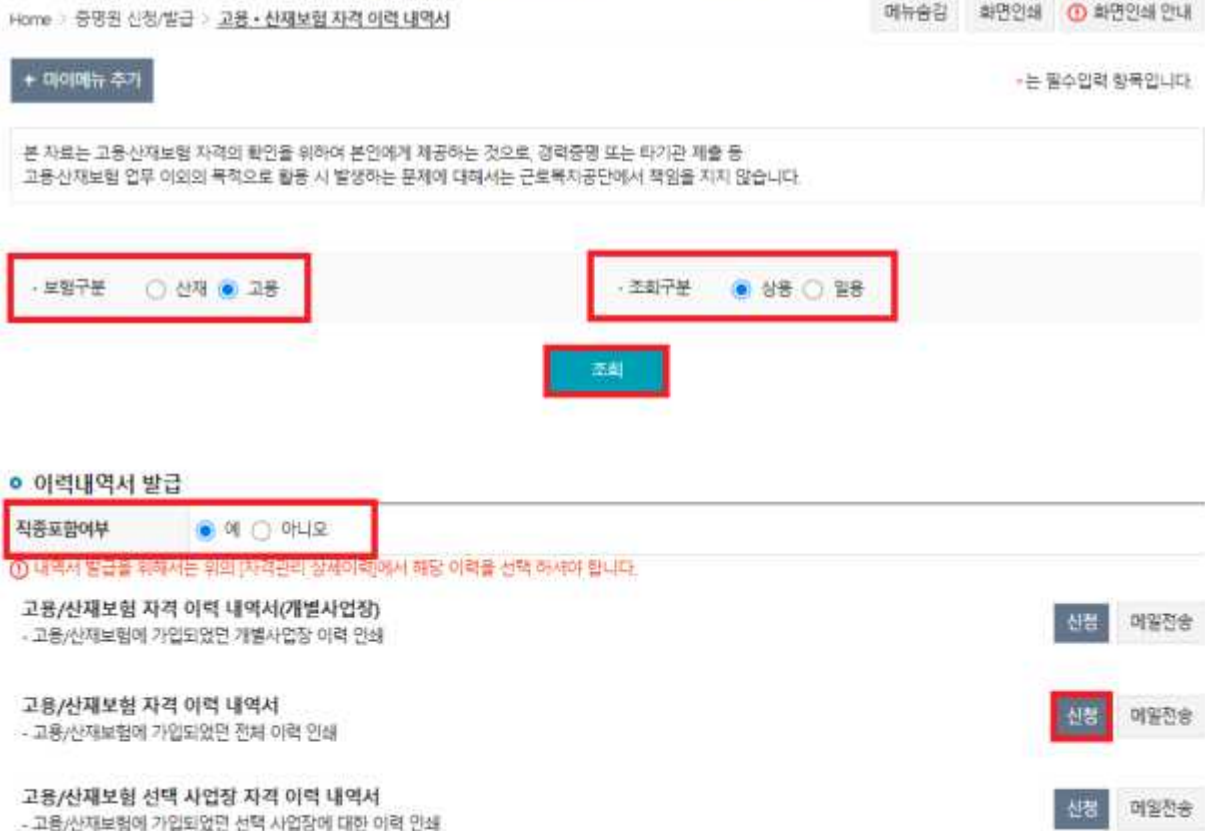 Home > 증명원 신청/발급 > 고용·산재보험 자격 이력 내역서
메뉴숨김 화면인쇄 화면인쇄 안내
+ 마이메뉴 추가
*는 필수입력 항목입니다.
본 자료는 고용산재보험 자격의 확인을 위하여 본인에게 제공하는 것으로, 경력증명 또는 타기관 제출 등
고용산재보험 업무 이외의 목적으로 활용 시 발생하는 문제에 대해서는 근로복지공단에서 책임을 지지 않습니다.
· 보험구분 산재 고용
· 조회구분 상용 일용
조회
이력내역서 발급
직종포함여부 예 아니오
내역서 발급을 위해서는 위의 [자격관리 상세이력]에서 해당 이력을 선택 하셔야 합니다.
고용/산재보험 자격 이력 내역서(개별사업장)
- 고용/산재보험에 가입되었던 개별사업장 이력 인쇄
신청 메일전송
고용/산재보험 자격 이력 내역서
- 고용/산재보험에 가입되었던 전체 이력 인쇄
신청 메일전송
고용/산재보험 선택 사업장 자격 이력 내역서
- 고용/산재보험에 가입되었던 선택 사업장에 대한 이력 인쇄
신청 메일전송